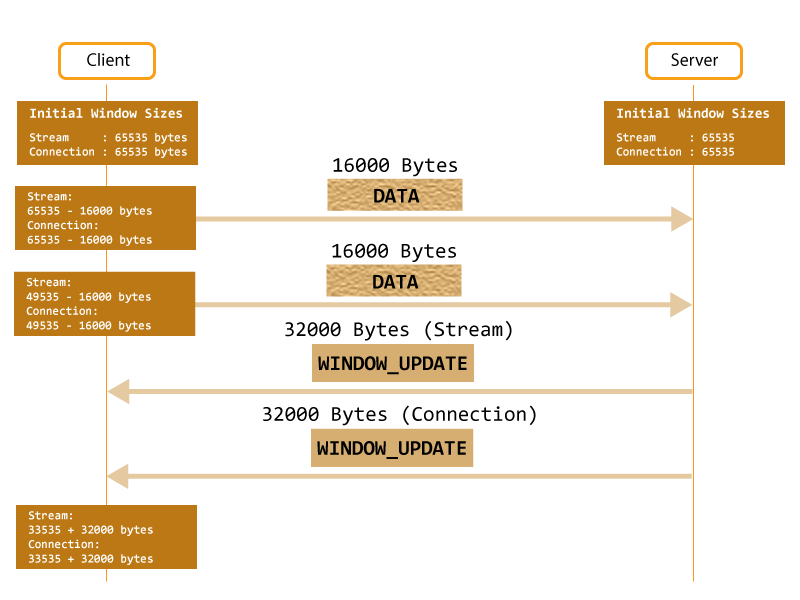 Client
Server
Initial Window Sizes
Stream     : 65535 bytes
Connection : 65535 bytes
Initial Window Sizes
Stream     : 65535
Connection : 65535
16000 Bytes
DATA
Stream:
65535 - 16000 bytes
Connection:
65535 - 16000 bytes
16000 Bytes
DATA
Stream:
49535 - 16000 bytes
Connection:
49535 - 16000 bytes
32000 Bytes (Stream)
WINDOW_UPDATE
32000 Bytes (Connection)
WINDOW_UPDATE
Stream:
33535 + 32000 bytes
Connection:
33535 + 32000 bytes